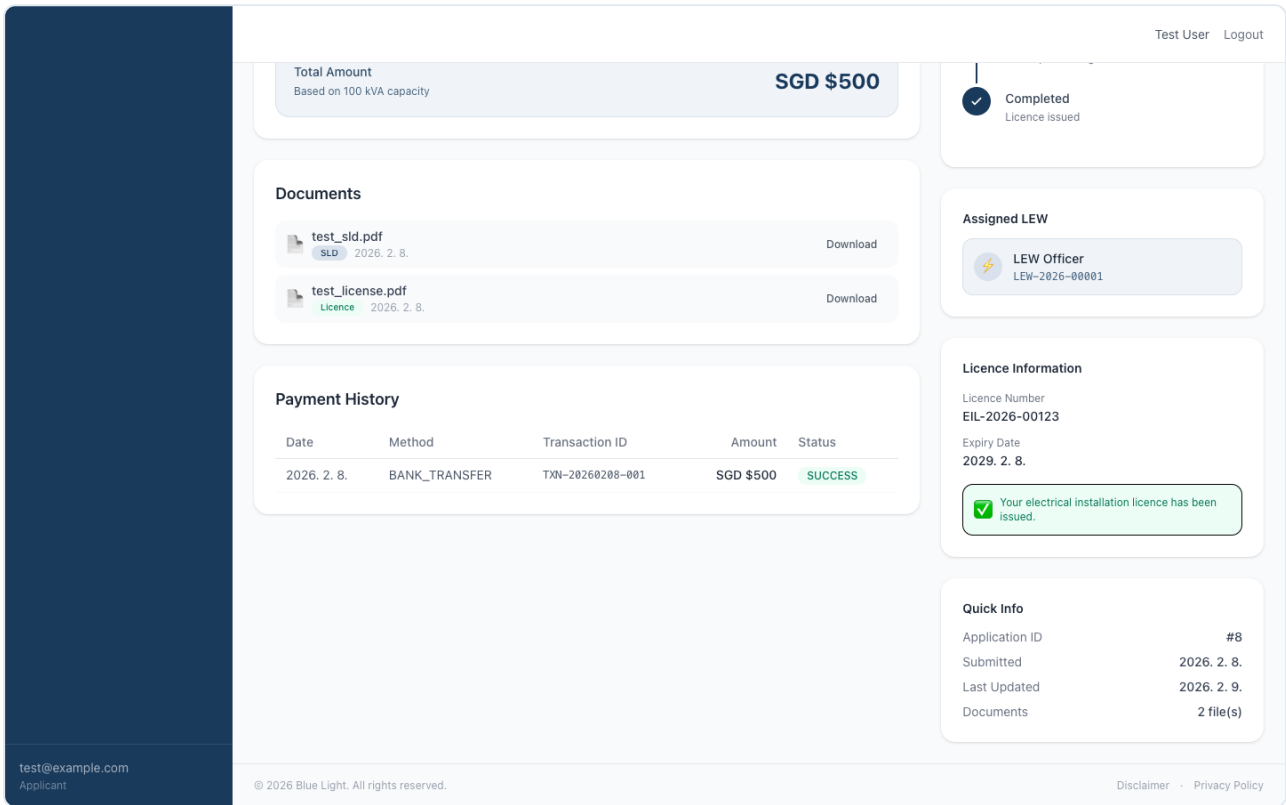 Test User Logout
Total Amount
Based on 100 kVA capacity
SGD $500
Completed
Licence issued
Documents
test_sld.pdf
SLD 2026. 2. 8.
Download
test_license.pdf
Licence 2026. 2. 8.
Download
Payment History
Date Method Transaction ID Amount Status
2026. 2. 8. BANK_TRANSFER TXN-20260208-001 SGD $500 SUCCESS
Assigned LEW
LEW Officer
LEW-2026-00001
Licence Information
Licence Number
EIL-2026-00123
Expiry Date
2029. 2. 8.
Your electrical installation licence has been
issued.
Quick Info
Application ID #8
Submitted 2026. 2. 8.
Last Updated 2026. 2. 9.
Documents 2 file(s)
test@example.com
Applicant
© 2026 Blue Light. All rights reserved.
Disclaimer · Privacy Policy